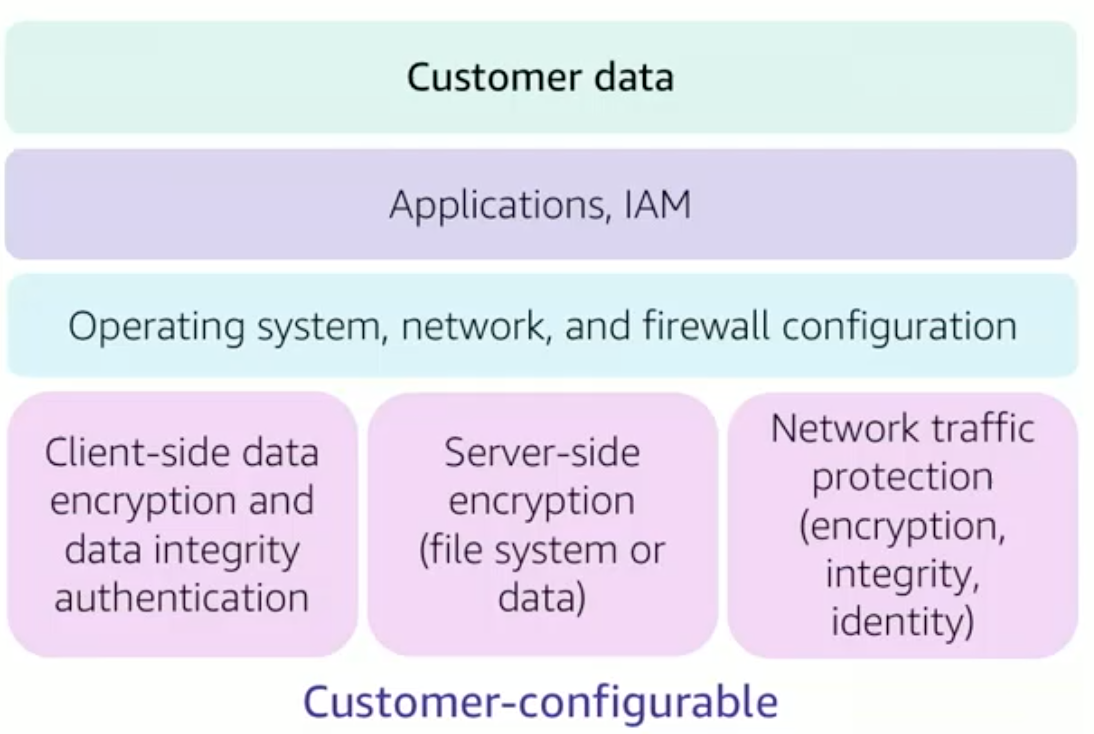 Customer data
Applications, IAM
Operating system, network, and firewall configuration
Client-side data
encryption and
data integrity
authentication
Server-side
encryption
(file system or
data)
Network traffic
protection
(encryption,
integrity,
identity)
Customer-configurable